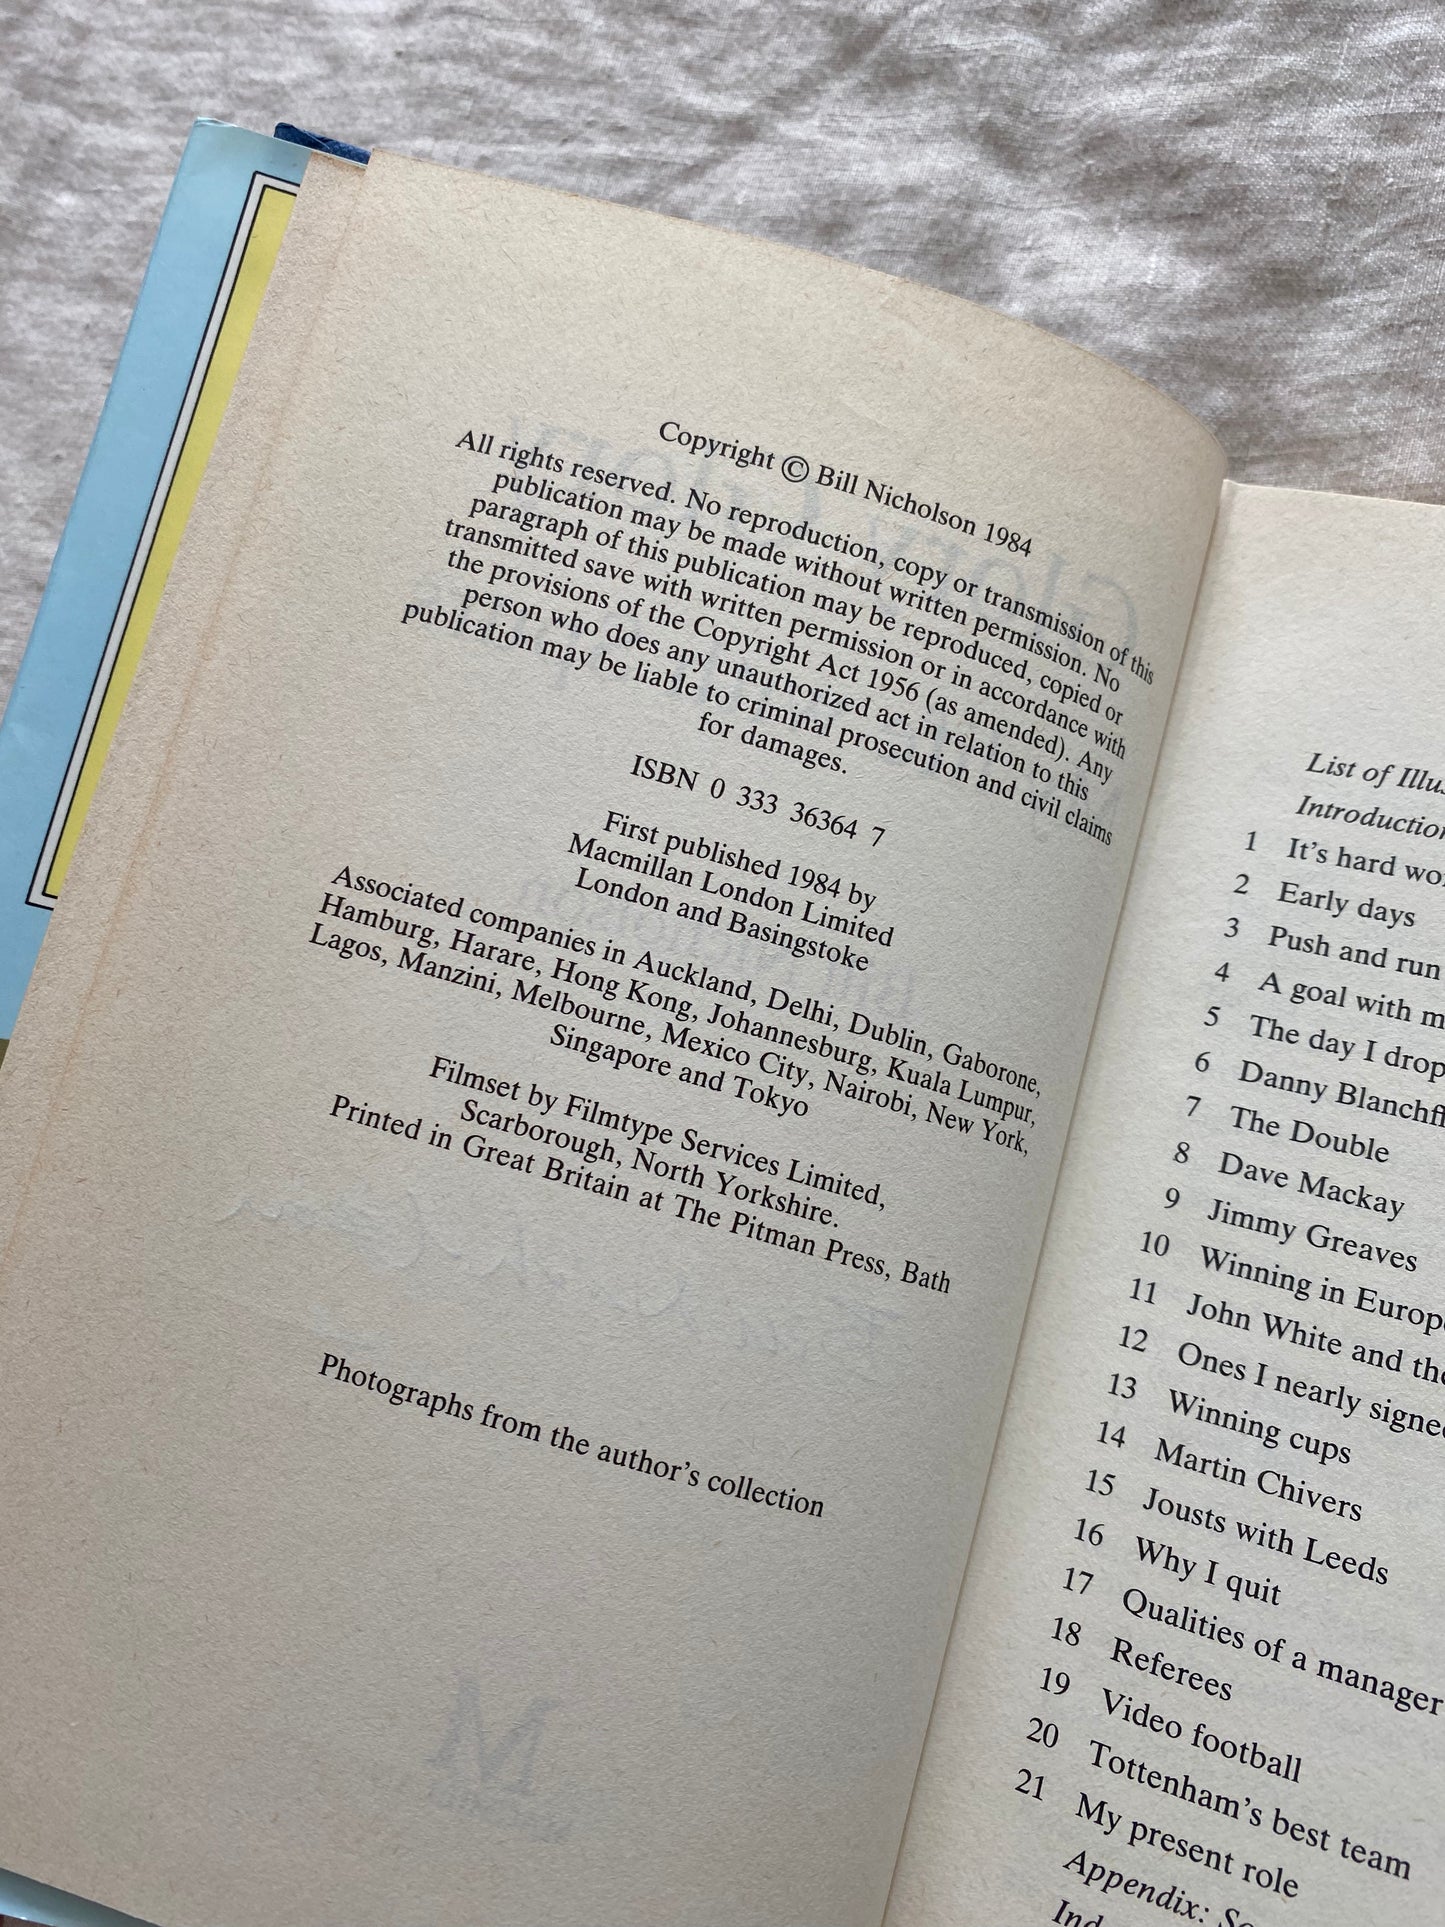 Copyright © Bill Nicholson 1984
All rights reserved. No reproduction, copy or transmission of this
publication may be made without written permission. No
paragraph of this publication may be reproduced, copied or
transmitted save with written permission or in accordance with
the provisions of the Copyright Act 1956 (as amended). Any
person who does any unauthorized act in relation to this
publication may be liable to criminal prosecution and civil claims
for damages.
ISBN 0 333 36364 7
First published 1984 by
Macmillan London Limited
London and Basingstoke
Associated companies in Auckland, Delhi, Dublin, Gaborone,
Hamburg, Harare, Hong Kong, Johannesburg, Kuala Lumpur,
Lagos, Manzini, Melbourne, Mexico City, Nairobi, New York,
Singapore and Tokyo
Filmset by Filmtype Services Limited,
Scarborough, North Yorkshire.
Printed in Great Britain at The Pitman Press, Bath
Photographs from the author's collection
List of
Introduction
1 It's hard
2 Early days
3 Push and run
4 A goal with
5 The day I
6 Danny
7 The Double
8 Dave Mackay
9 Jimmy Greaves
10 Winning in
11 John White and
12 Ones I nearly
13 Winning cups
14 Martin Chivers
15 Jousts with Leeds
16 Why I quit
17 Qualities of a manager
18 Referees
19 Video football
20 Tottenham's best team
21 My present role
Appendix: